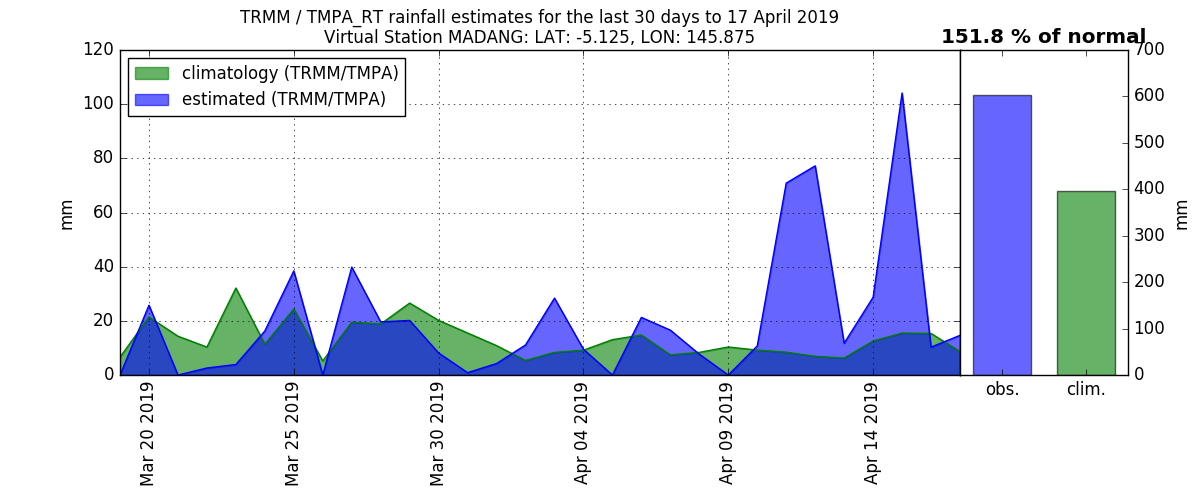 TRMM / TMPA_RT rainfall estimates for the last 30 days to 17 April 2019
Virtual Station MADANG: LAT: -5.125, LON: 145.875
151.8 % of normal
climatology (TRMM/TMPA)
estimated (TRMM/TMPA)
120
100
80
60
40
20
0
mm
Mar 20 2019
Mar 25 2019
Mar 30 2019
Apr 04 2019
Apr 09 2019
Apr 14 2019
700
600
500
400
300
200
100
0
mm
obs.
clim.